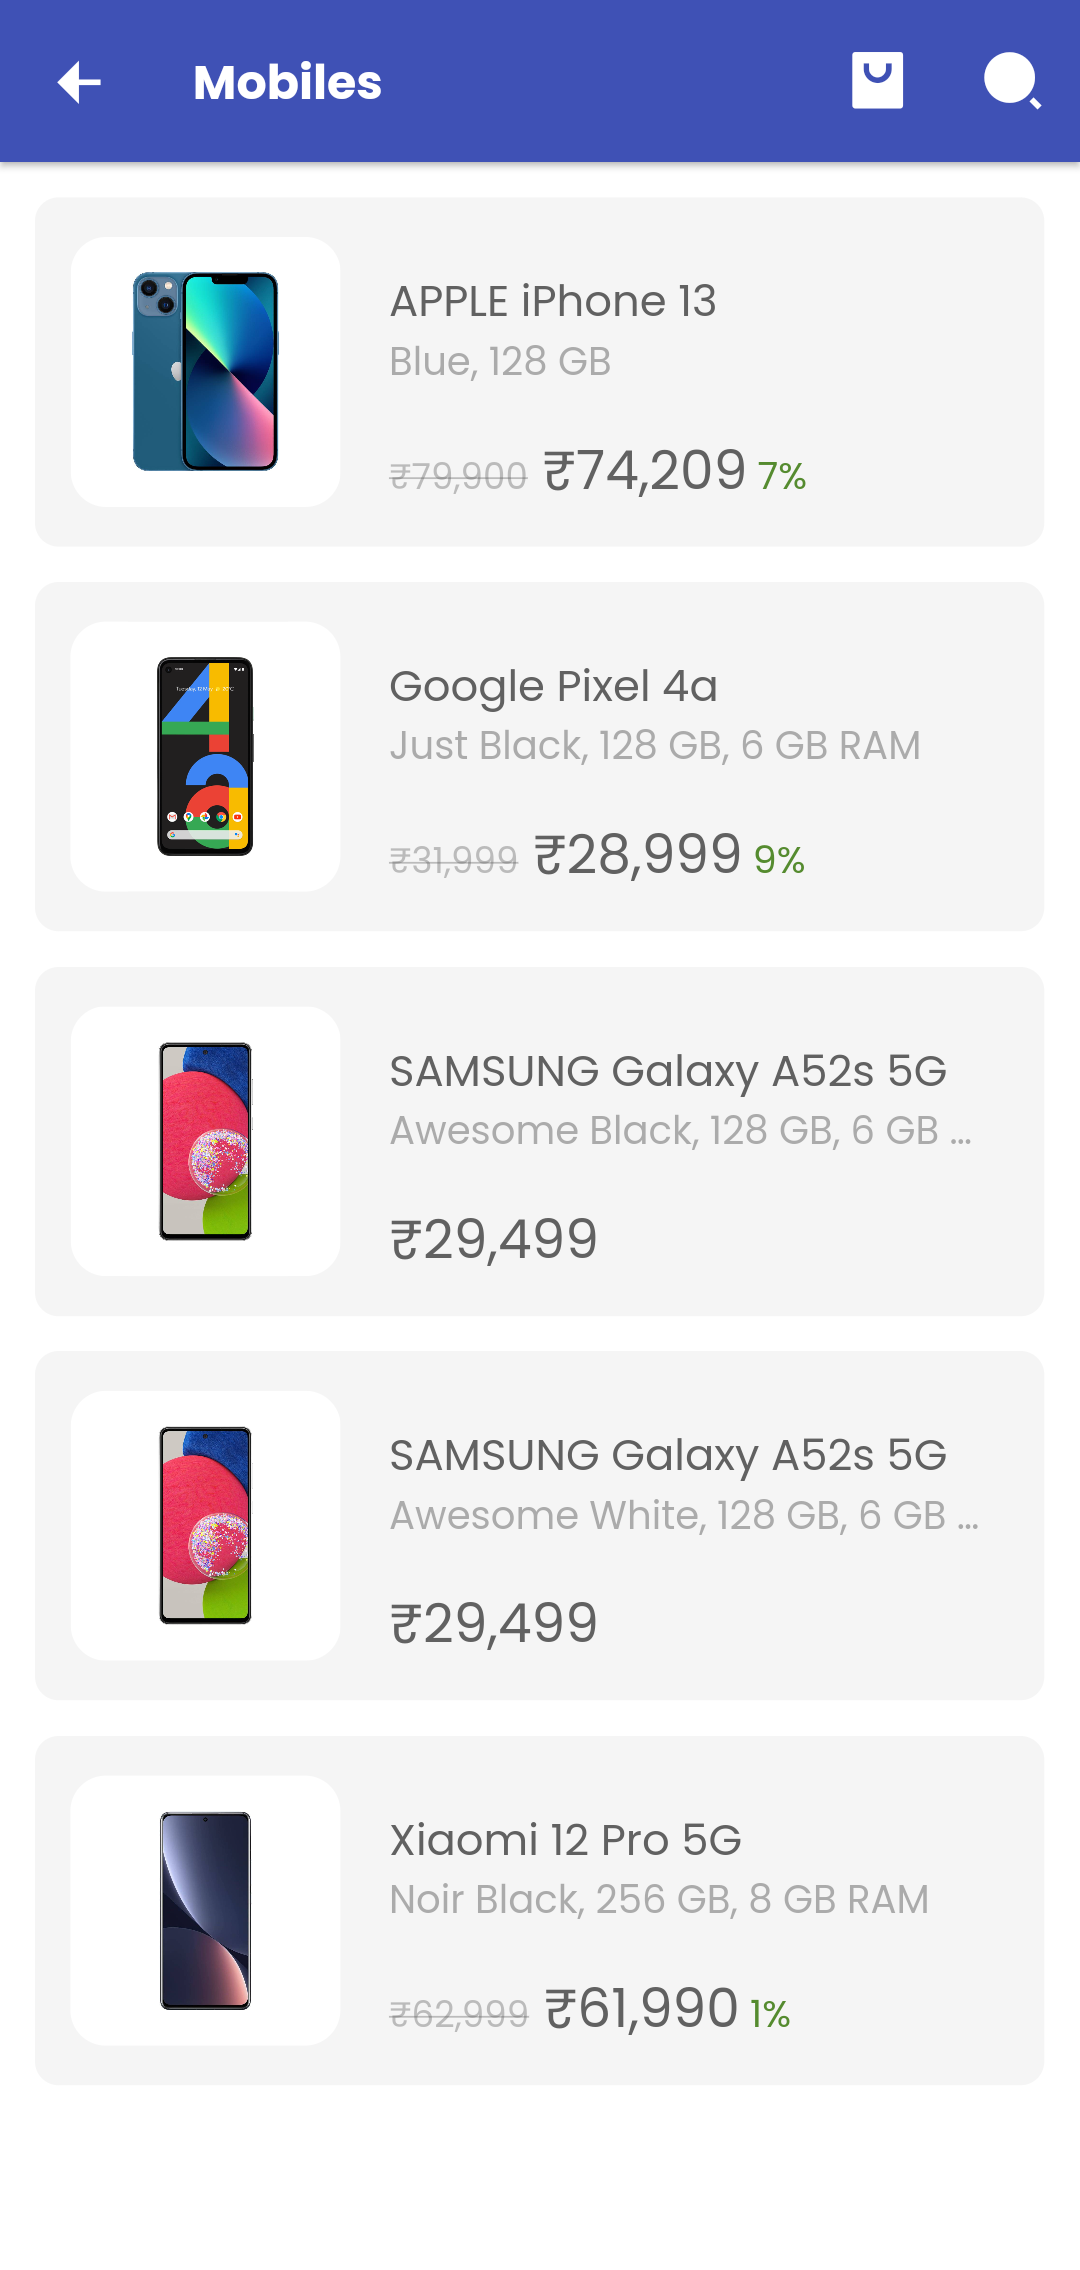 Mobiles
APPLE iPhone 13
Blue, 128 GB
₹79,900 ₹74,209 7%
Google Pixel 4a
Just Black, 128 GB, 6 GB RAM
₹31,999 ₹28,999 9%
SAMSUNG Galaxy A52s 5G
Awesome Black, 128 GB, 6 GB ...
₹29,499
SAMSUNG Galaxy A52s 5G
Awesome White, 128 GB, 6 GB ...
₹29,499
Xiaomi 12 Pro 5G
Noir Black, 256 GB, 8 GB RAM
₹62,999 ₹61,990 1%